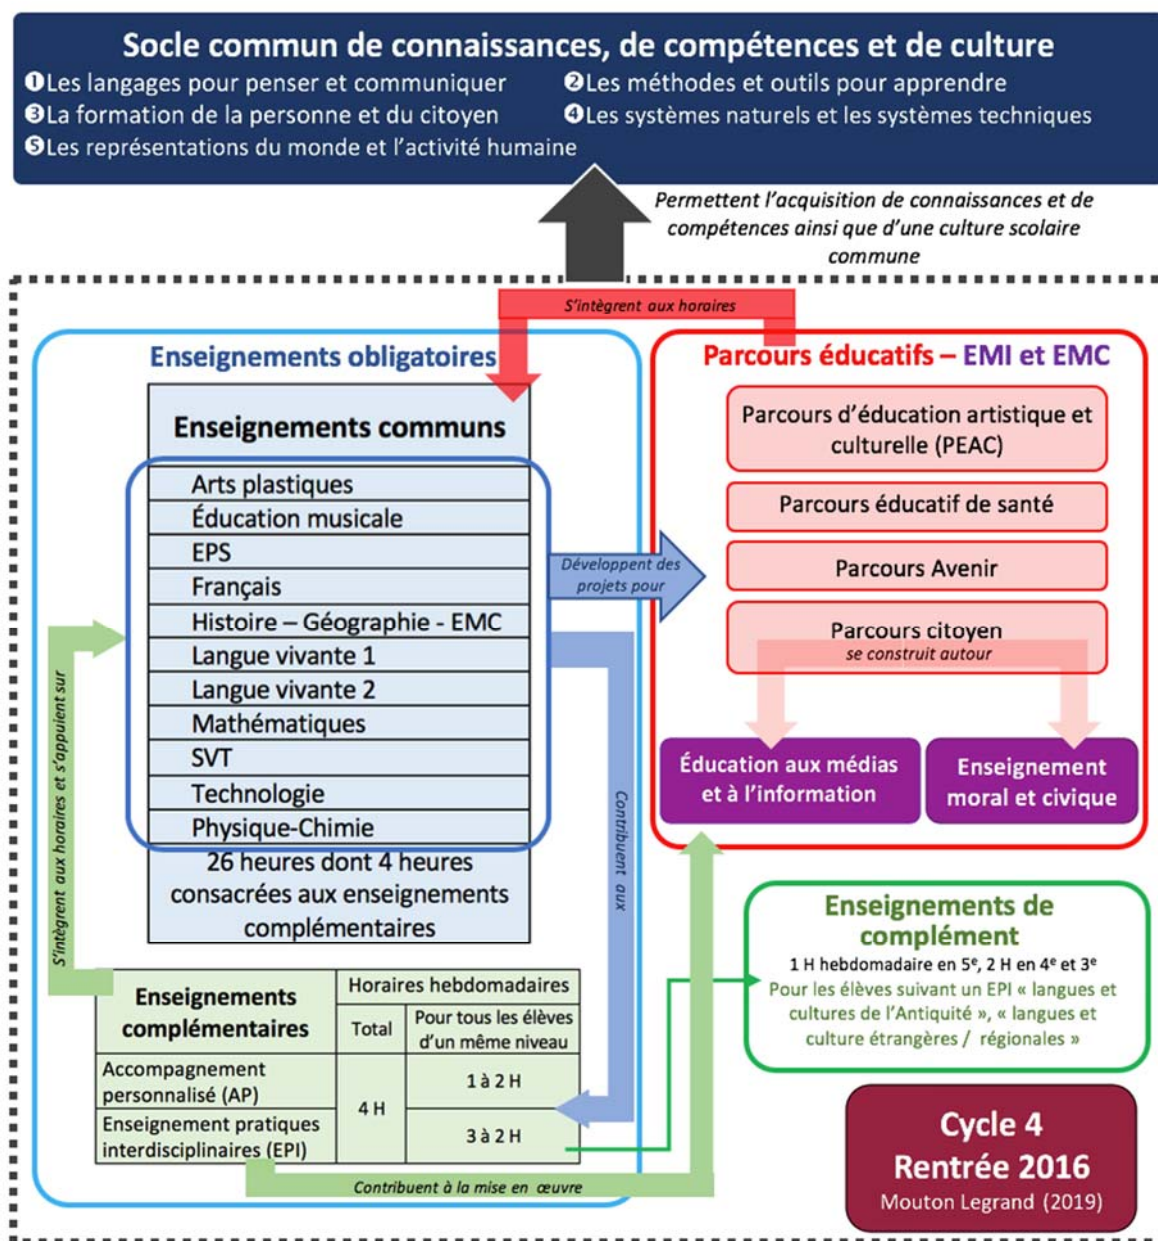 Socle commun de connaissances, de compétences et de culture
❶Les langages pour penser et communiquer
❷Les méthodes et outils pour apprendre
❸La formation de la personne et du citoyen
❹Les systèmes naturels et les systèmes techniques
❺Les représentations du monde et l'activité humaine
Permettent l'acquisition de connaissances et de
compétences ainsi que d'une culture scolaire
commune
S'intègrent aux horaires
Enseignements obligatoires
Enseignements communs
Arts plastiques
Éducation musicale
EPS
Français
Histoire – Géographie - EMC
Langue vivante 1
Langue vivante 2
Mathématiques
SVT
Technologie
Physique-Chimie
26 heures dont 4 heures
consacrées aux enseignements
complémentaires
S'intègrent aux horaires et s'appuient sur
Développent des
projets pour
Contribuent aux
Parcours éducatifs – EMI et EMC
Parcours d'éducation artistique et
culturelle (PEAC)
Parcours éducatif de santé
Parcours Avenir
Parcours citoyen
se construit autour
Éducation aux médias
et à l'information
Enseignement
moral et civique
Enseignements de
complément
1 H hebdomadaire en 5e, 2 H en 4e et 3e
Pour les élèves suivant un EPI « langues et
cultures de l'Antiquité », « langues et
culture étrangères / régionales »
Enseignements
complémentaires
Horaires hebdomadaires
Total
Pour tous les élèves
d'un même niveau
Accompagnement
personnalisé (AP)
4 H
1 à 2 H
Enseignement pratiques
interdisciplinaires (EPI)
3 à 2 H
Contribuent à la mise en œuvre
Cycle 4
Rentrée 2016
Mouton Legrand (2019)